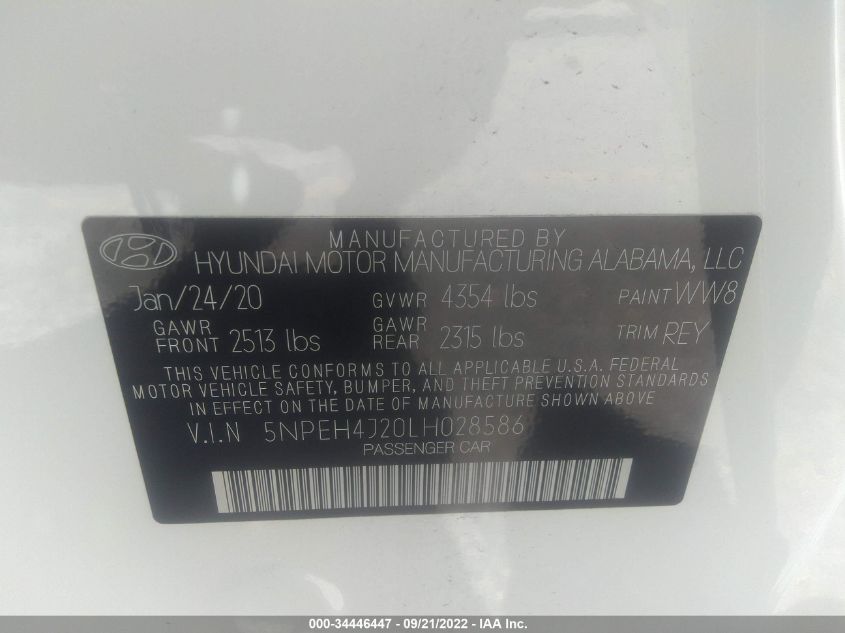 MANUFACTURED BY
HYUNDAI MOTOR MANUFACTURING ALABAMA, LLC
Jan/24/20 GVWR 4354 lbs PAINT WW8
GAWR FRONT 2513 lbs GAWR REAR 2315 lbs TRIM REY
THIS VEHICLE CONFORMS TO ALL APPLICABLE U.S.A. FEDERAL
MOTOR VEHICLE SAFETY, BUMPER, AND THEFT PREVENTION STANDARDS
IN EFFECT ON THE DATE OF MANUFACTURE SHOWN ABOVE
V.I.N 5NPEH4J20LH028586
PASSENGER CAR
000-34446447 - 09/21/2022 - IAA Inc.